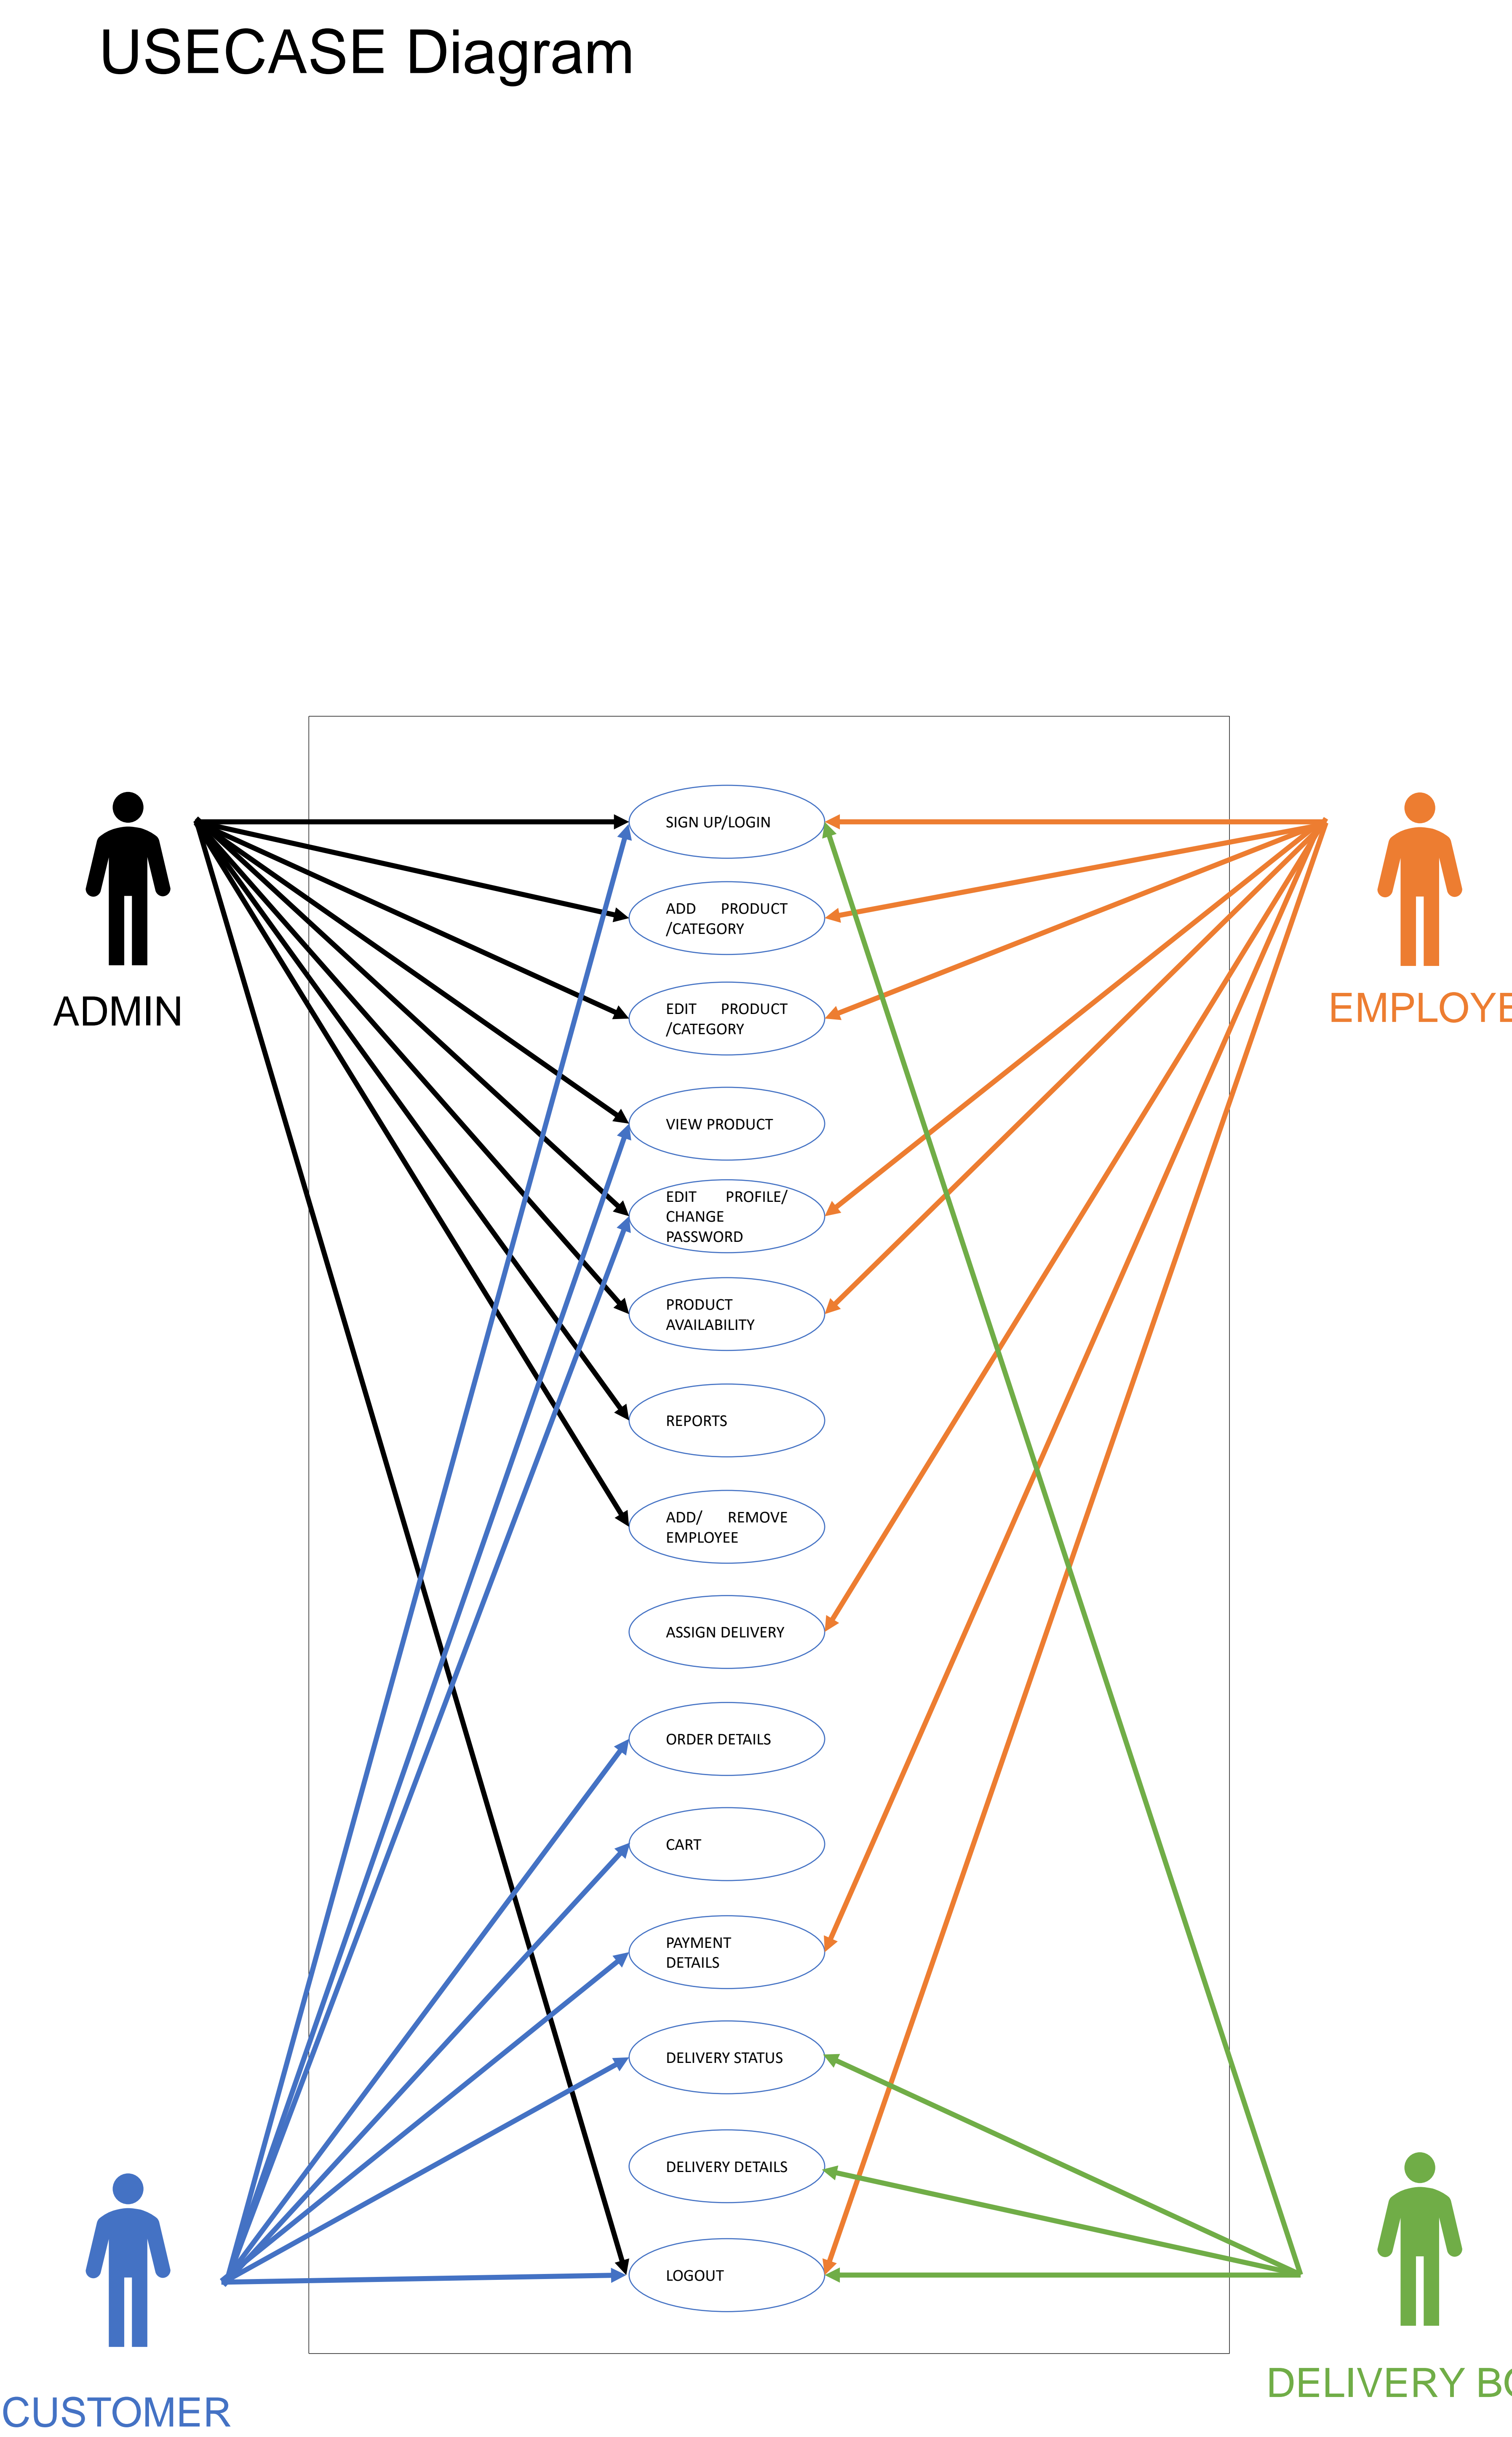 USECASE Diagram
SIGN UP/LOGIN
ADD PRODUCT
/CATEGORY
ADMIN
EMPLOYE
EDIT PRODUCT
/CATEGORY
VIEW PRODUCT
EDIT PROFILE/
CHANGE
PASSWORD
PRODUCT
AVAILABILITY
REPORTS
ADD/ REMOVE
EMPLOYEE
ASSIGN DELIVERY
ORDER DETAILS
CART
PAYMENT
DETAILS
DELIVERY STATUS
DELIVERY DETAILS
LOGOUT
CUSTOMER
DELIVERY BO